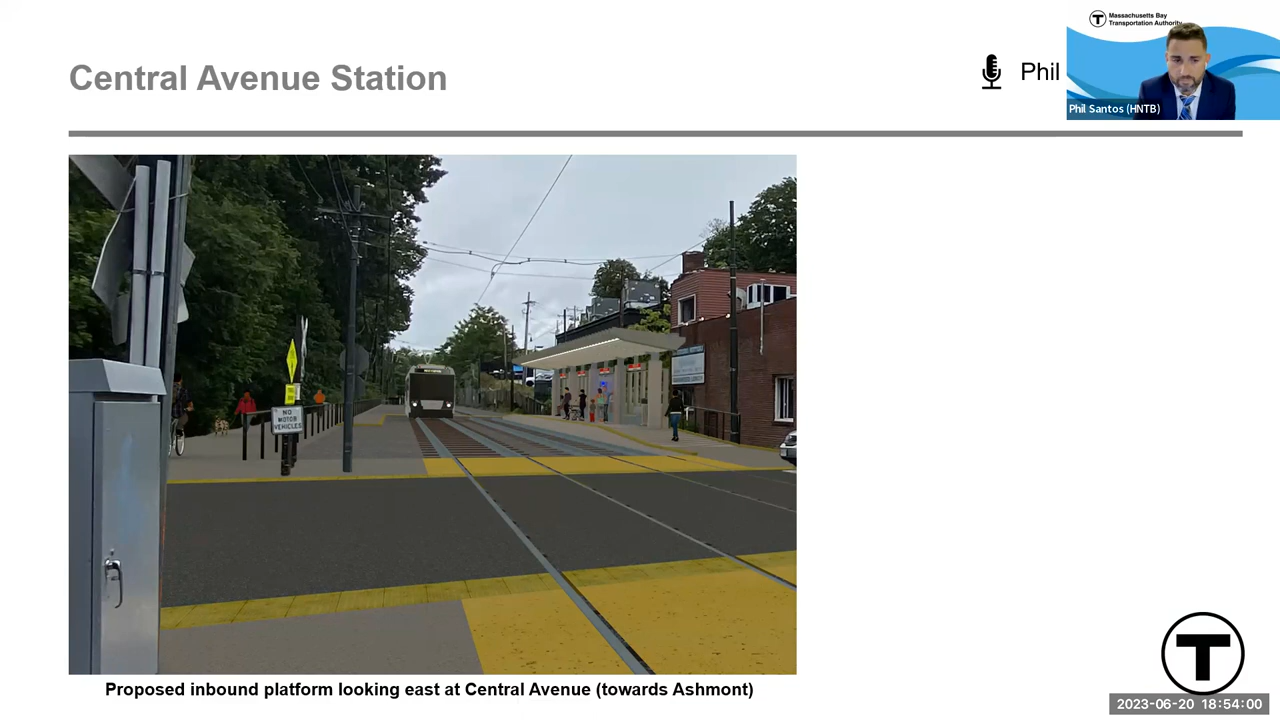 Massachusetts Bay
Transportation Authority
Central Avenue Station
Phil
Phil Santos (HNTB)
NO
MOTOR
VEHICLES
Proposed inbound platform looking east at Central Avenue (towards Ashmont)
T
2023-06-20 18:54:00